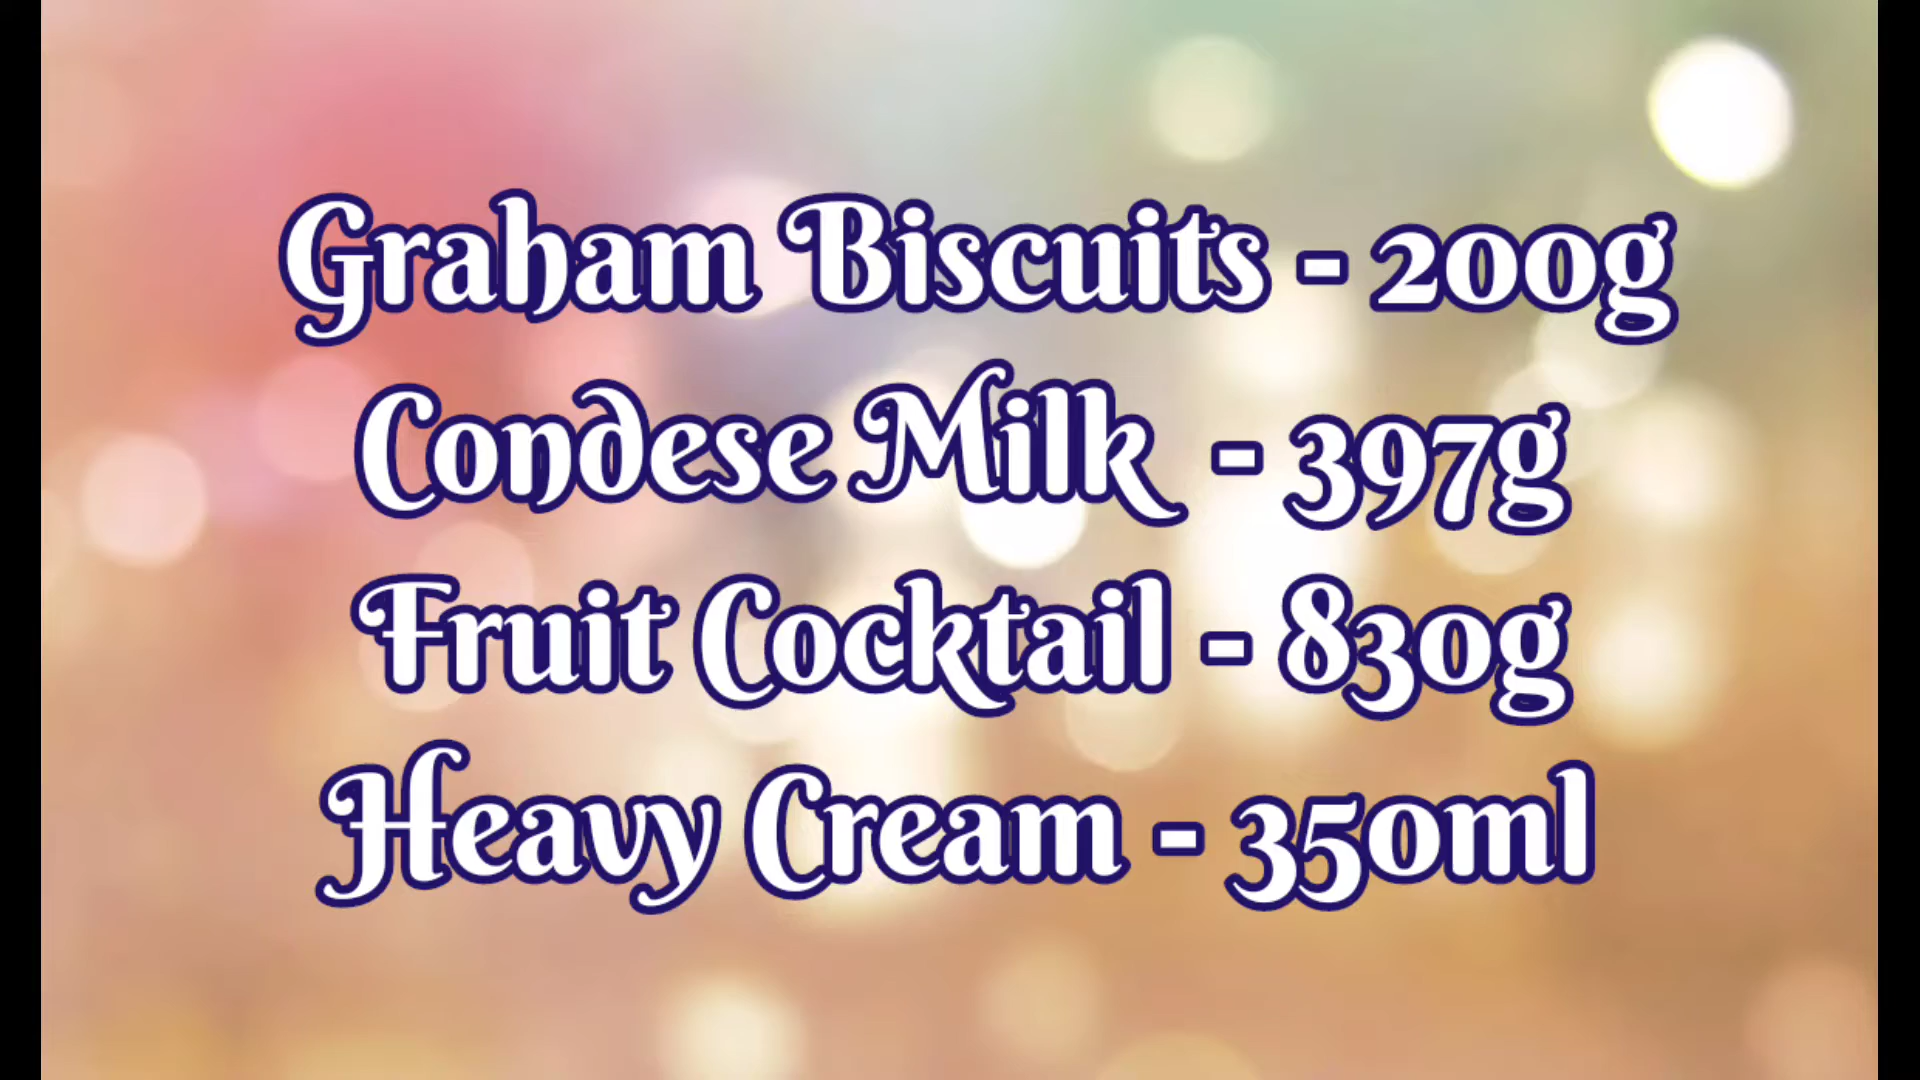 Graham Biscuits - 200g
Condese Milk - 397g
Fruit Cocktail - 830g
Heavy Cream - 350ml